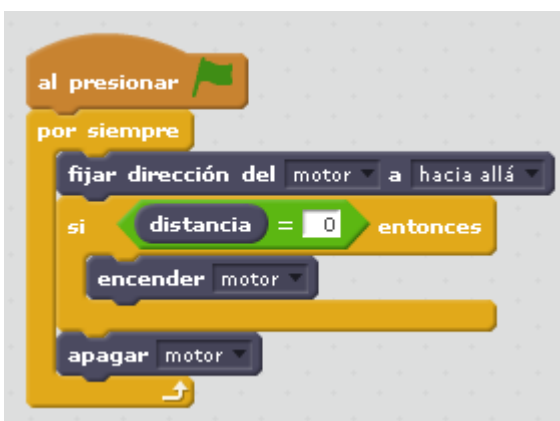 al presionar
por siempre
fijar dirección del motor a hacia allá
si distancia = 0 entonces
encender motor
apagar motor